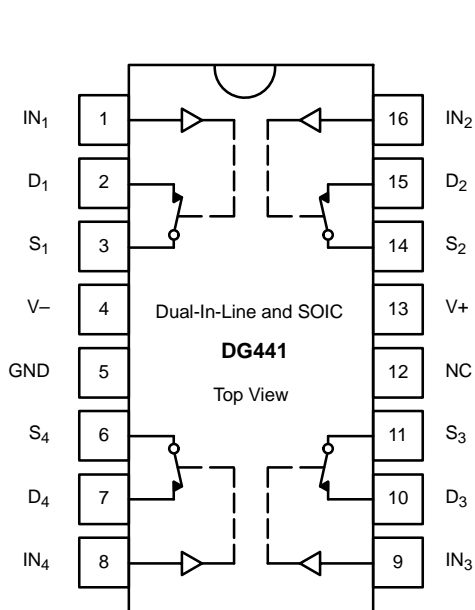 IN1 1 16 IN2
D1 2 15 D2
S1 3 14 S2
V– 4 Dual-In-Line and SOIC 13 V+
DG441
GND 5 12 NC
Top View
S4 6 11 S3
D4 7 10 D3
IN4 8 9 IN3